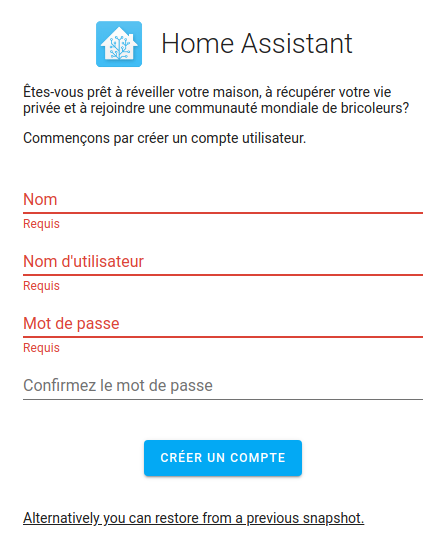 Home Assistant
Êtes-vous prêt à réveiller votre maison, à récupérer votre vie
privée et à rejoindre une communauté mondiale de bricoleurs?
Commençons par créer un compte utilisateur.
Nom
Requis
Nom d'utilisateur
Requis
Mot de passe
Requis
Confirmez le mot de passe
CRÉER UN COMPTE
Alternatively you can restore from a previous snapshot.